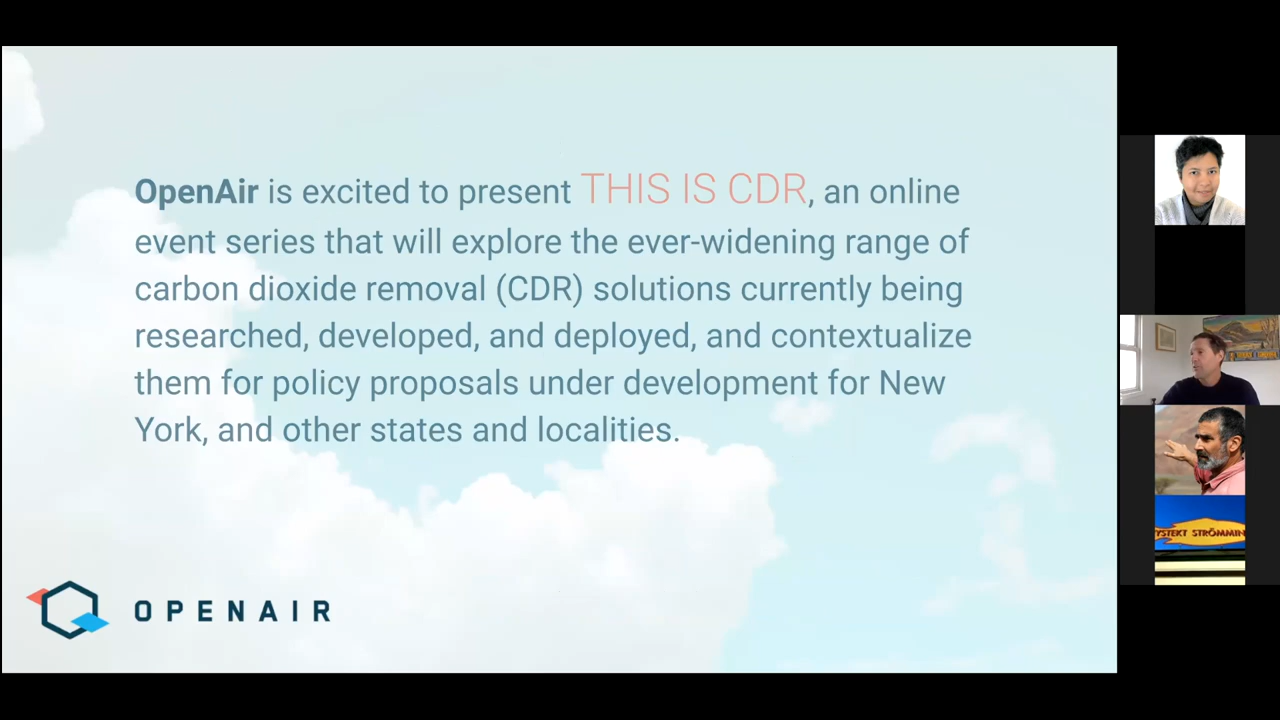 OpenAir is excited to present THIS IS CDR, an online
event series that will explore the ever-widening range of
carbon dioxide removal (CDR) solutions currently being
researched, developed, and deployed, and contextualize
them for policy proposals under development for New
York, and other states and localities.
OPENAIR
YSTEKT STRÖMMIN